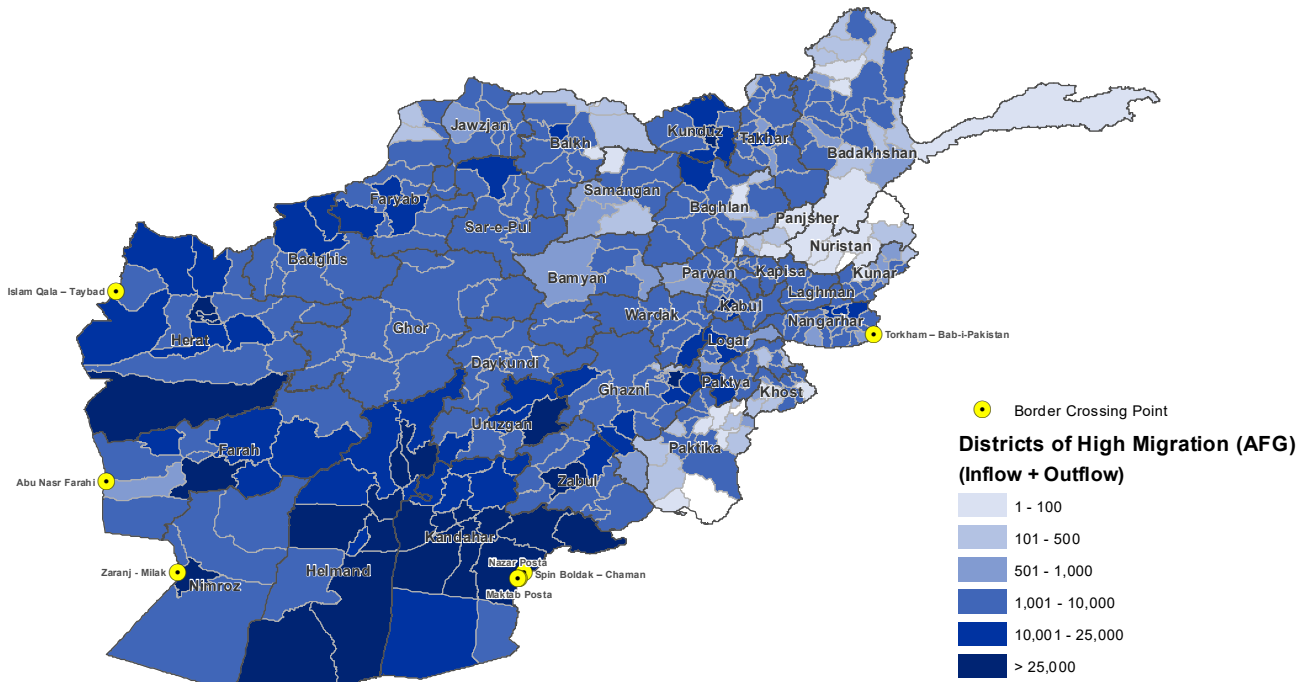 Jawzjan
Balkh
Kunduz
Takhar
Badakhshan
Faryab
Samangan
Baghlan
Sar-e-Pul
Panjsher
Nuristan
Badghis
Bamyan
Parwan
Kapisa
Kunar
Islam Qala – Taybad
Laghman
Herat
Ghor
Wardak
Kabul
Nangarhar
Torkham – Bab-i-Pakistan
Logar
Daykundi
Ghazni
Paktya
Khost
Uruzgan
Border Crossing Point
Farah
Paktika
Districts of High Migration (AFG)
(Inflow + Outflow)
Abu Nasr Farahi
Zabul
1 - 100
101 - 500
Kandahar
Nazar Posta
Zaranj - Milak
Helmand
Spin Boldak – Chaman
501 - 1,000
Nimroz
Maktab Posta
1,001 - 10,000
10,001 - 25,000
> 25,000